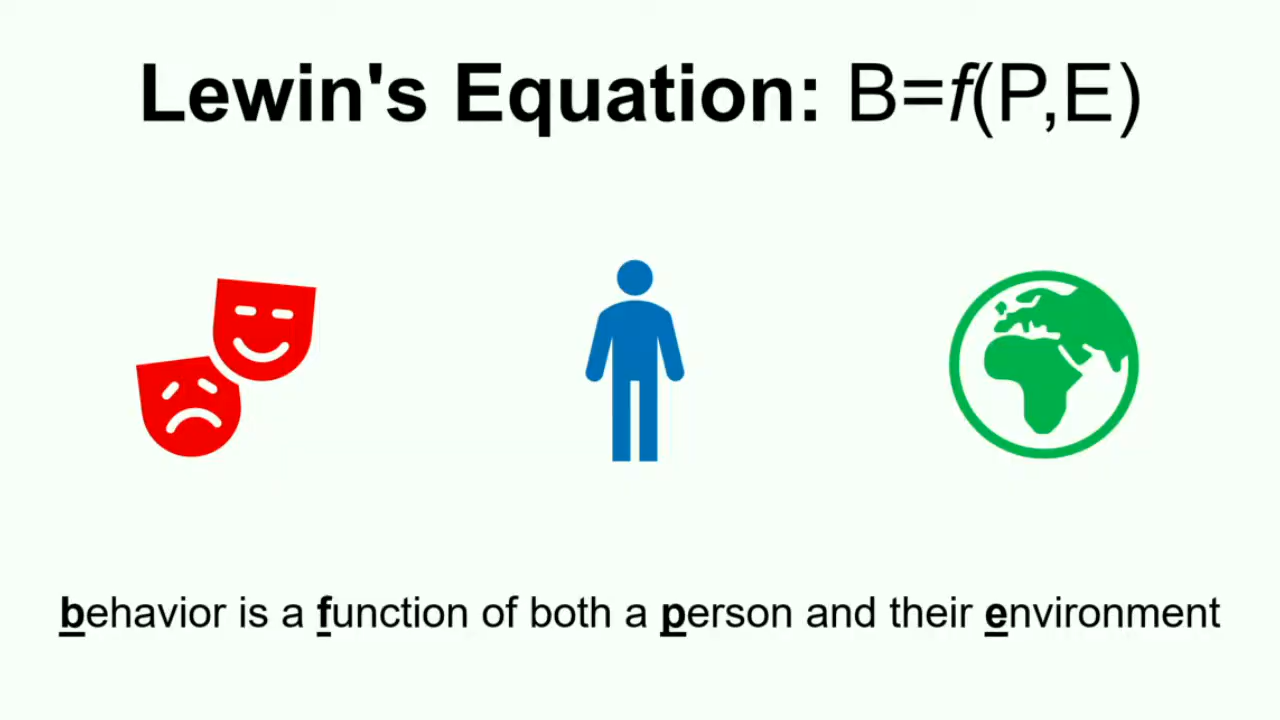 Lewin's Equation: B=f(P,E)
behavior is a function of both a person and their environment